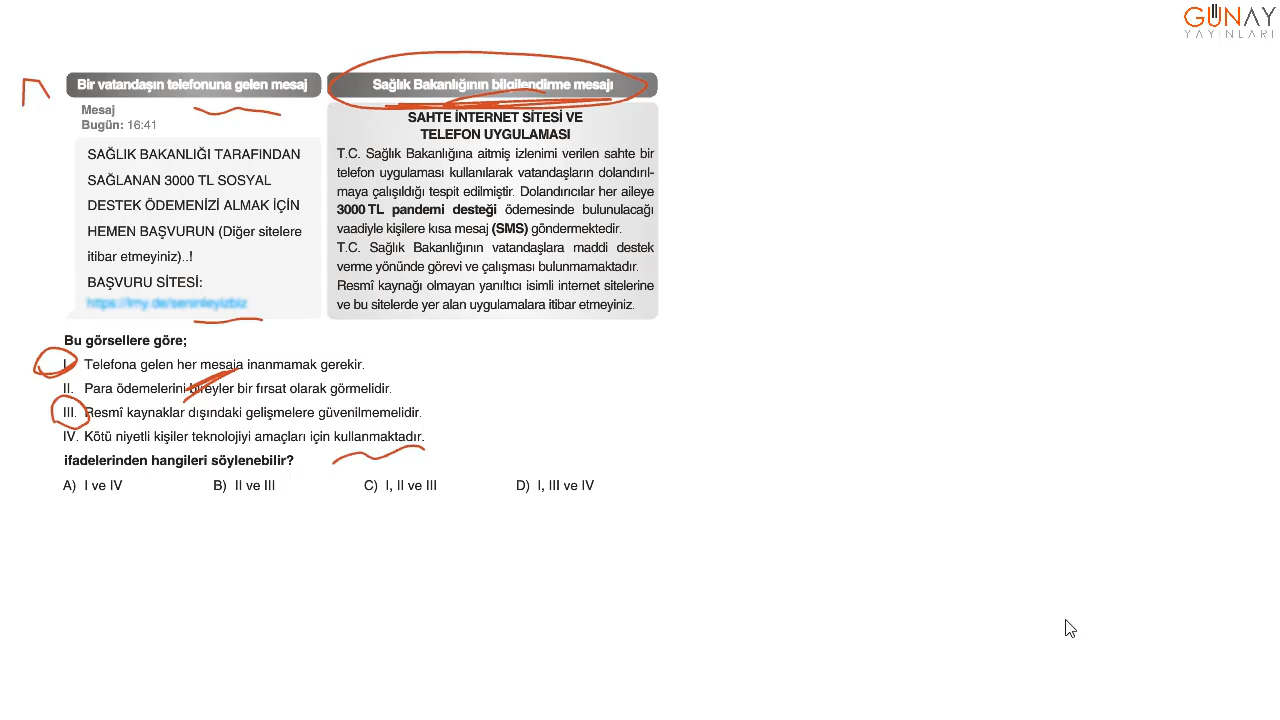 GÜNAY
YAYINLARI
Bir vatandaşın telefonuna gelen mesaj
Mesaj
Bugün: 16:41
SAĞLIK BAKANLIĞI TARAFINDAN
SAĞLANAN 3000 TL SOSYAL
DESTEK ÖDEMENİZİ ALMAK İÇİN
HEMEN BAŞVURUN (Diğer sitelere
itibar etmeyiniz)..!
BAŞVURU SİTESİ:
Sağlık Bakanlığının bilgilendirme mesajı
SAHTE İNTERNET SİTESİ VE
TELEFON UYGULAMASI
T.C. Sağlık Bakanlığına aitmiş izlenimi verilen sahte bir
telefon uygulaması kullanılarak vatandaşların dolandırıl-
maya çalışıldığı tespit edilmiştir. Dolandırıcılar her aileye
3000 TL pandemi desteği ödemesinde bulunulacağı
vaadiyle kişilere kısa mesaj (SMS) göndermektedir.
T.C. Sağlık Bakanlığının vatandaşlara maddi destek
verme yönünde görevi ve çalışması bulunmamaktadır.
Resmî kaynağı olmayan yanıltıcı isimli internet sitelerine
ve bu sitelerde yer alan uygulamalara itibar etmeyiniz.
Bu görsellere göre;
I. Telefona gelen her mesaja inanmamak gerekir.
II. Para ödemelerini bireyler bir fırsat olarak görmelidir.
III. Resmî kaynaklar dışındaki gelişmelere güvenilmemelidir.
IV. Kötü niyetli kişiler teknolojiyi amaçları için kullanmaktadır.
ifadelerinden hangileri söylenebilir?
A) I ve IV B) II ve III C) I, II ve III D) I, III ve IV